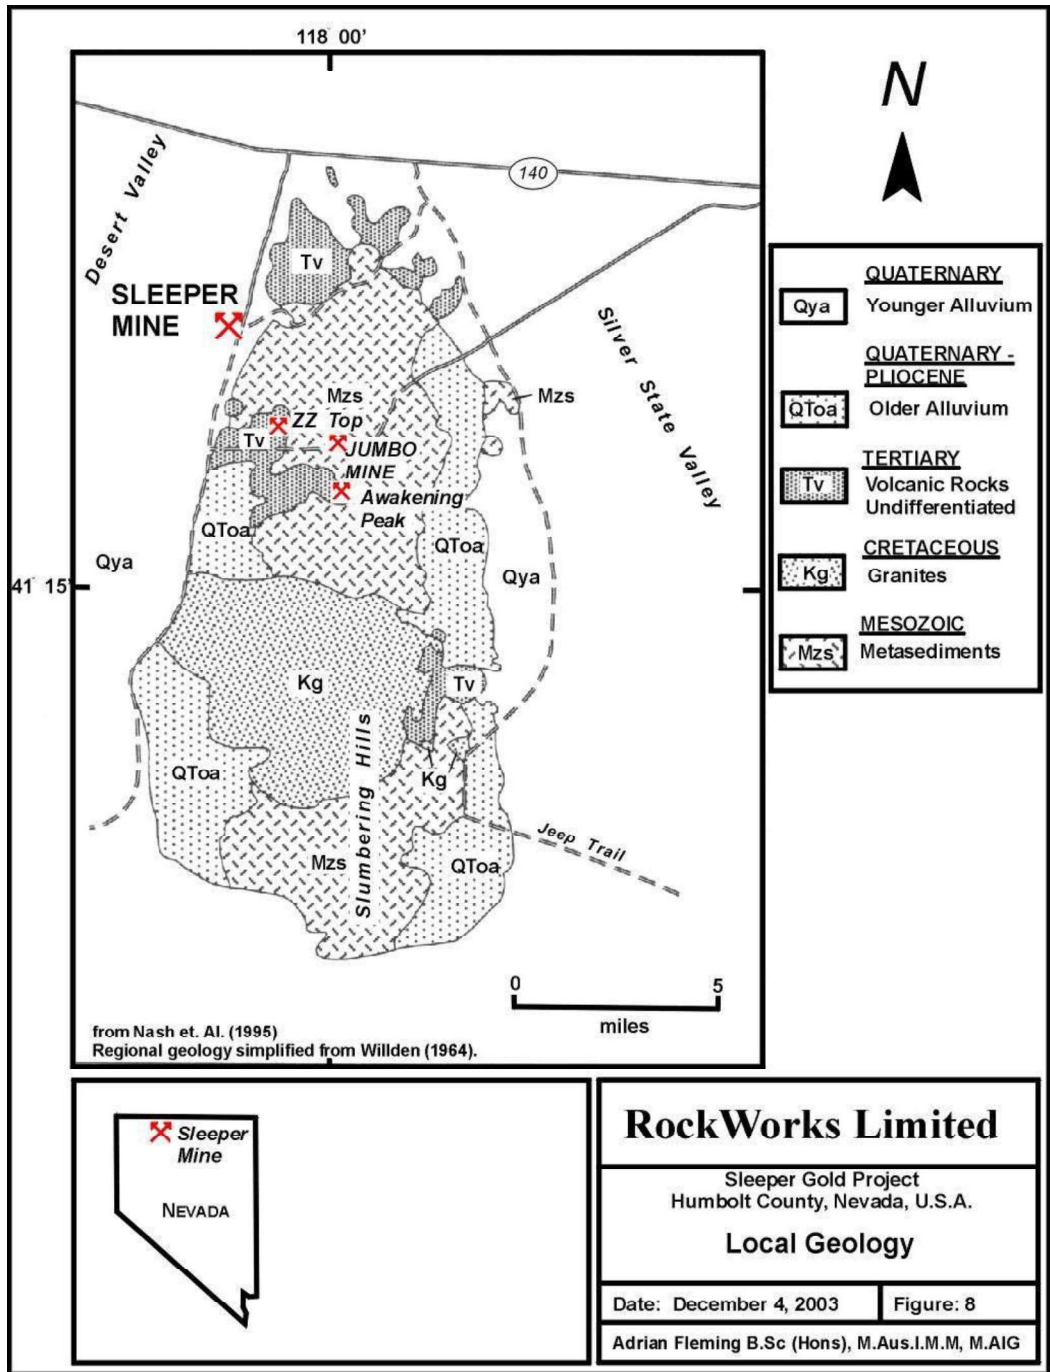 118° 00'
N
140
Desert Valley
Tv
SLEEPER
MINE
Silver State Valley
Mzs
Mzs
ZZ Top
Tv
JUMBO
MINE
Awakening
Peak
QToa
QToa
Qya
Qya
41° 15'
Kg
Tv
Slumbering Hills
QToa
Kg
Jeep Trail
Mzs
QToa
0 5
miles
from Nash et. Al. (1995)
Regional geology simplified from Willden (1964).
QUATERNARY
Qya Younger Alluvium
QUATERNARY -
PLIOCENE
QToa Older Alluvium
TERTIARY
Tv Volcanic Rocks
Undifferentiated
CRETACEOUS
Kg Granites
MESOZOIC
Mzs Metasediments
Sleeper
Mine
NEVADA
RockWorks Limited
Sleeper Gold Project
Humbolt County, Nevada, U.S.A.
Local Geology
Date: December 4, 2003
Figure: 8
Adrian Fleming B.Sc (Hons), M.Aus.I.M.M, M.AIG